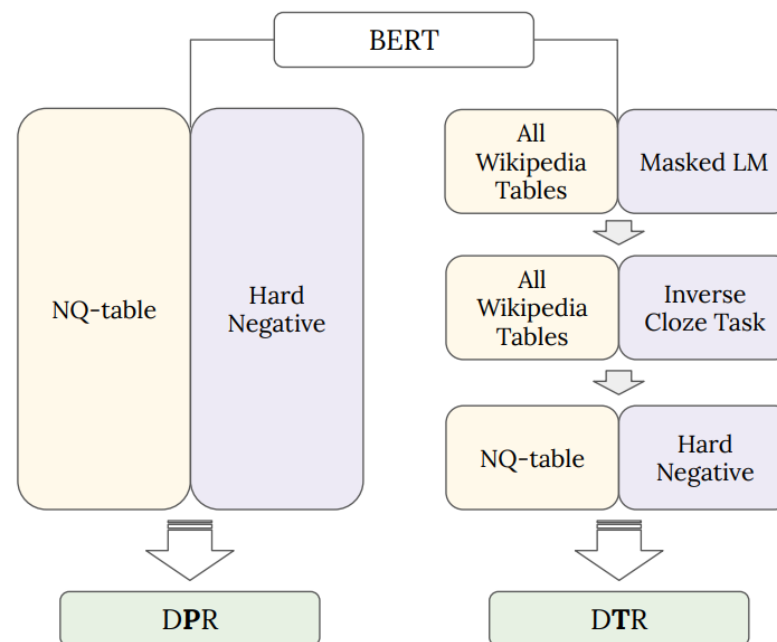 BERT
NQ-table
Hard
Negative
DPR
All
Wikipedia
Tables
Masked LM
All
Wikipedia
Tables
Inverse
Cloze Task
NQ-table
Hard
Negative
DTR